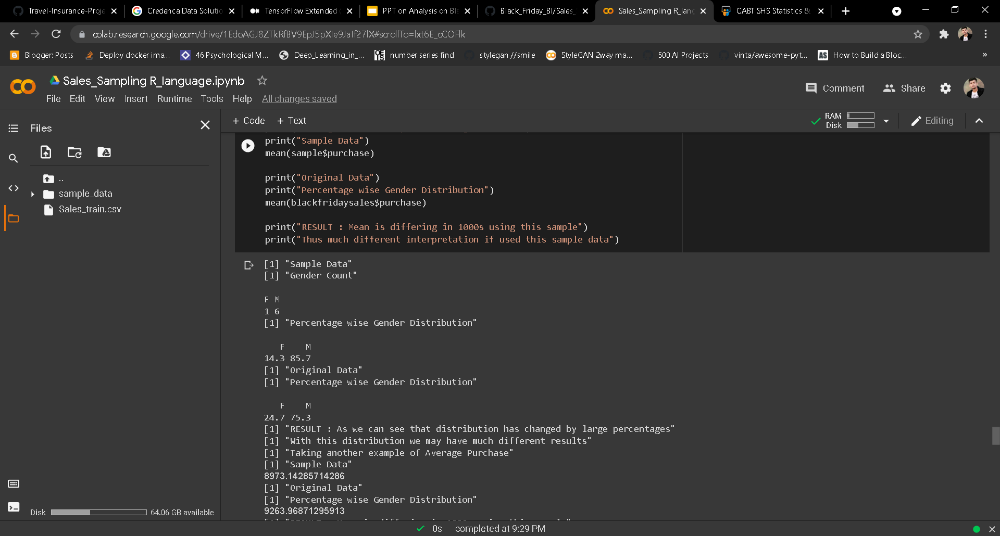 Travel-Insurance-Proje
Credenca Data Solutio
TensorFlow Extended (
PPT on Analysis on Bla
Black_Friday_BI/Sales_
Sales_Sampling R_lang
CABT SHS Statistics &
colab.research.google.com/drive/1EdoAGJ8ZTkRfBV9EpJ5pXIe9JaIf27lX#scrollTo=lxt6E_cCOFlk
Blogger: Posts
Deploy docker ima...
46 Psychological M...
Deep_Learning_in_...
number series find
stylegan //smile
StyleGAN 2way ma...
500 AI Projects
vinta/awesome-pyt...
AS
How to Build a Bloc...
»
Sales_Sampling R_language.ipynb
File Edit View Insert Runtime Tools Help All changes saved
Comment
Share
Files
+ Code + Text
RAM
Disk
Editing
..
sample_data
Sales_train.csv
print("Sample Data")
mean(sample$purchase)
print("Original Data")
print("Percentage wise Gender Distribution")
mean(blackfridaysales$purchase)
print("RESULT : Mean is differing in 1000s using this sample")
print("Thus much different interpretation if used this sample data")
[1] "Sample Data"
[1] "Gender Count"
F M
1 6
[1] "Percentage wise Gender Distribution"
F M
14.3 85.7
[1] "Original Data"
[1] "Percentage wise Gender Distribution"
F M
24.7 75.3
[1] "RESULT : As we can see that distribution has changed by large percentages"
[1] "With this distribution we may have much different results"
[1] "Taking another example of Average Purchase"
[1] "Sample Data"
8973.14285714286
[1] "Original Data"
[1] "Percentage wise Gender Distribution"
9263.96871295913
Disk 64.06 GB available
0s completed at 9:29 PM